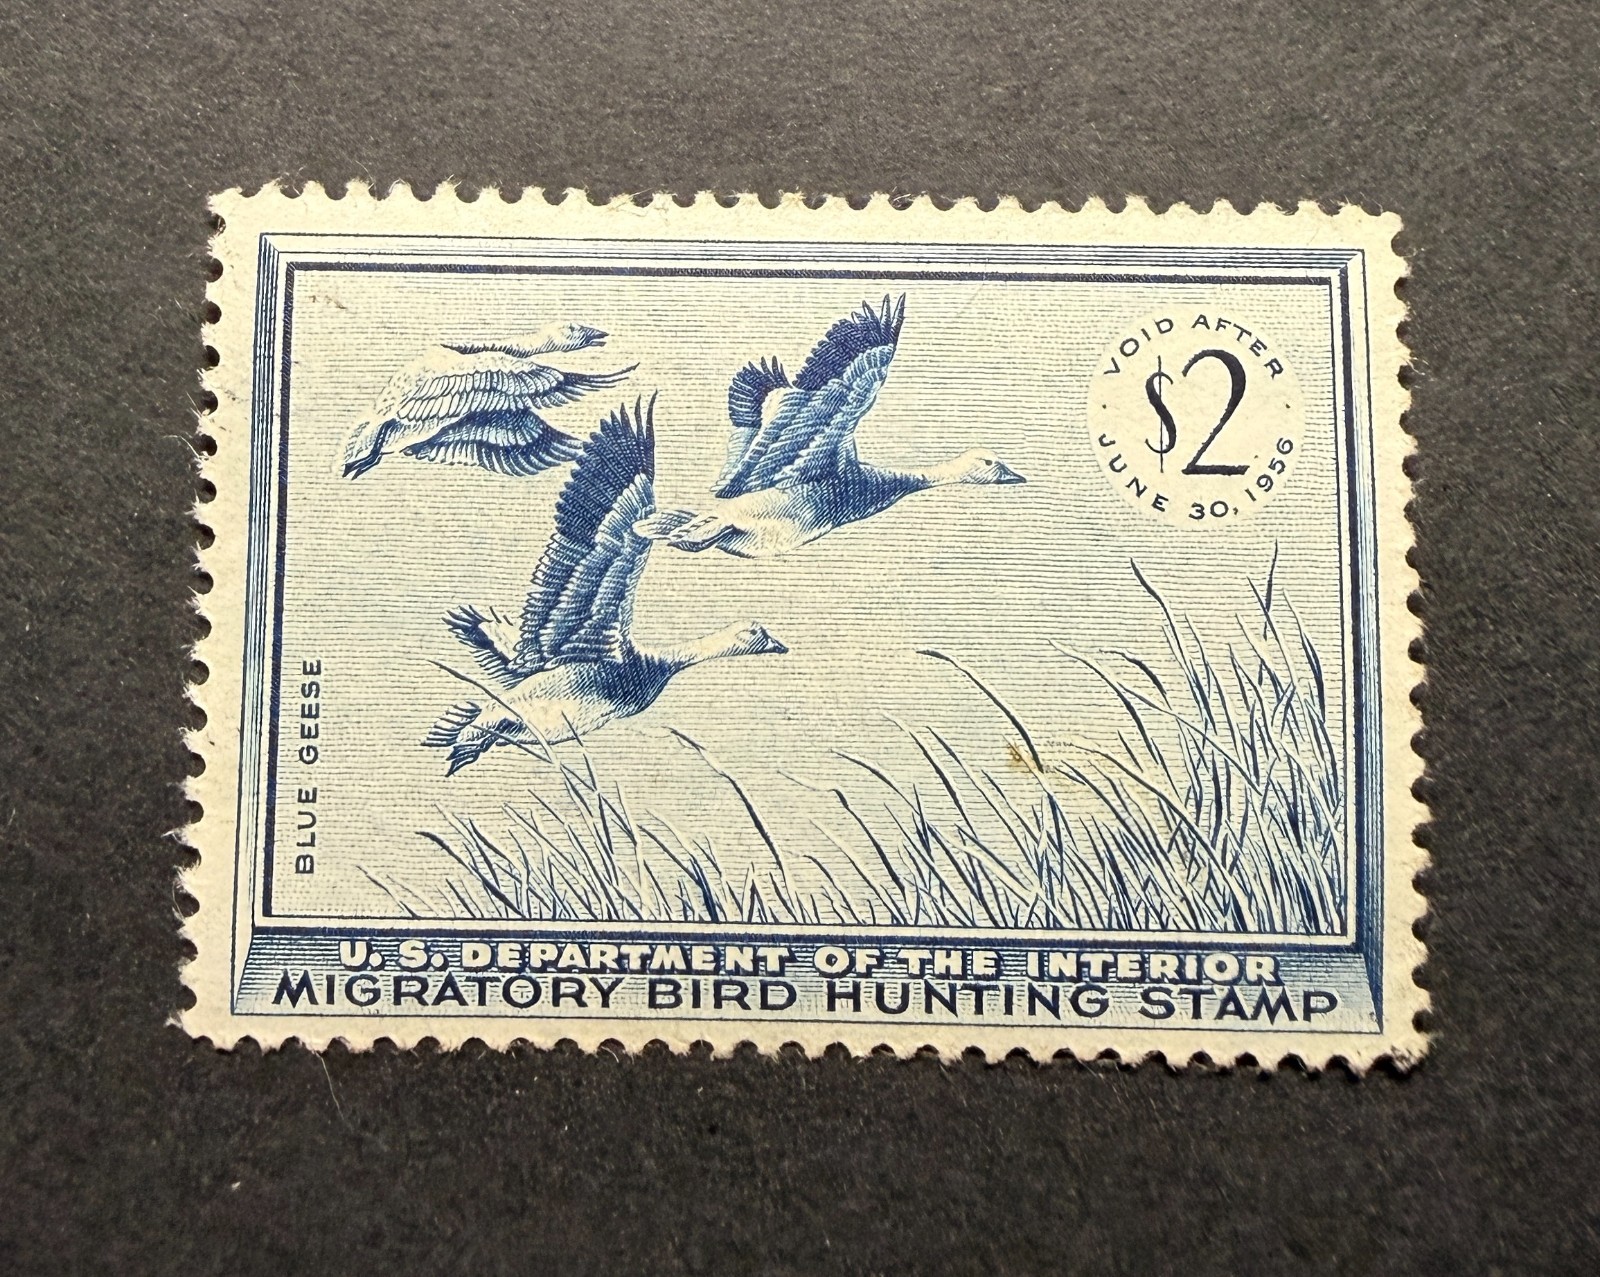 VOID AFTER
$2
JUNE 30, 1956
BLUE GEESE
U. S. DEPARTMENT OF THE INTERIOR
MIGRATORY BIRD HUNTING STAMP